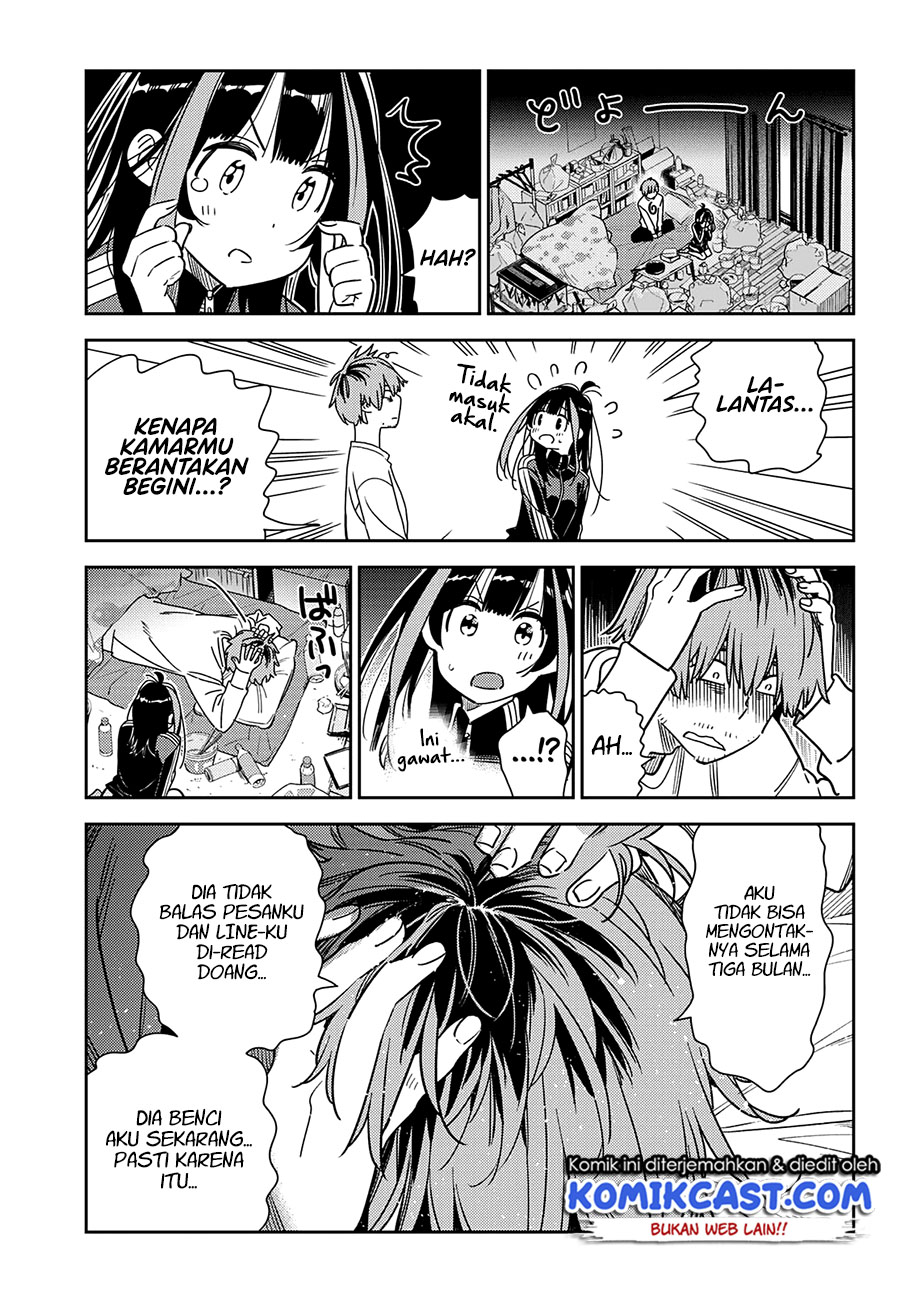 どよーーん
HAH?
LA-
LANTAS...
Tidak
masuk
akal.
KENAPA
KAMARMU
BERANTAKAN
BEGINI...?
AH...
...!?
Ini
gawat...
ばふっ
AKU
TIDAK BISA
MENGONTAK-
NYA SELAMA
TIGA BULAN...
DIA TIDAK
BALAS PESANKU
DAN LINE-KU
DI-READ
DOANG...
DIA BENCI
AKU SEKARANG...
PASTI KARENA
ITU...
Komik ini diterjemahkan & diedit oleh
KOMIKCAST.COM
BUKAN WEB LAIN!!